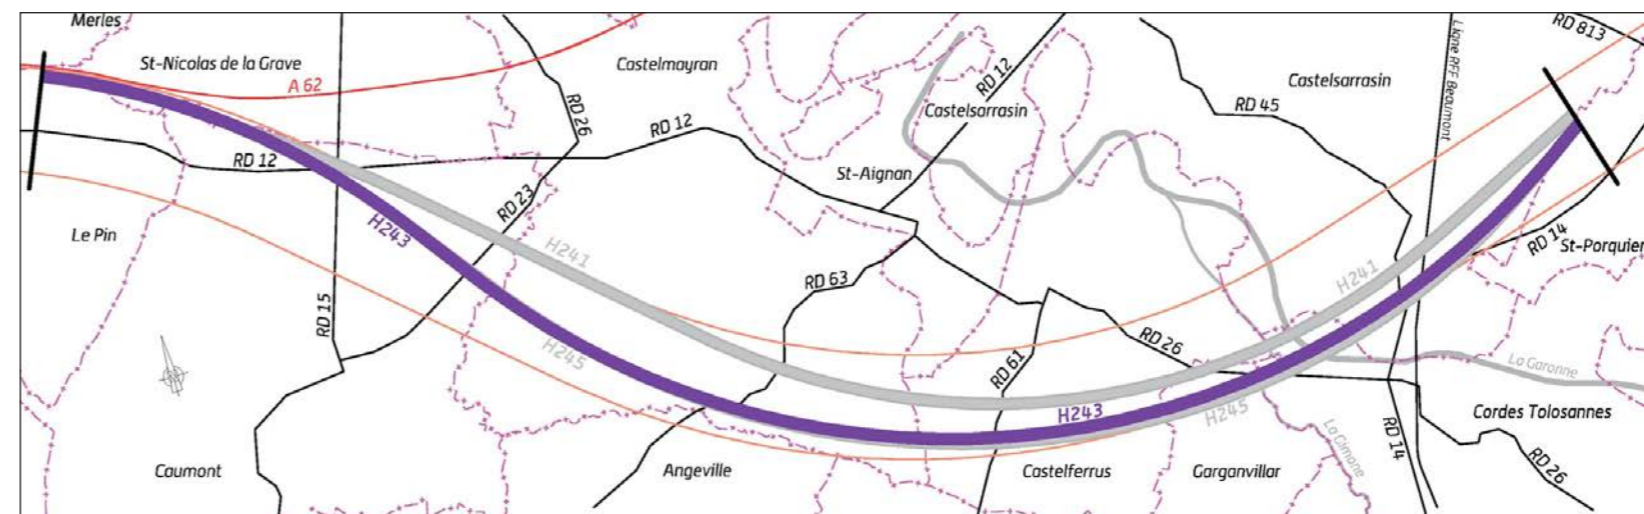 Merles
St-Nicolas de la Grave
A 62
Castelmayran
RD 26
RD 12
RD 12
Castelsarrasin
RD 45
Castelsarrasin
Ligne RFF Beaumont
RD 813
RD 12
St-Aignan
RD 23
Le Pin
H243
H241
RD 63
RD 15
H245
H241
RD 14
St-Porquier
RD 26
RD 61
La Garonne
H243
H245
Cordes Tolosannes
La Gimone
RD 14
RD 26
Caumont
Angeville
Castelferrus
Garganvillar